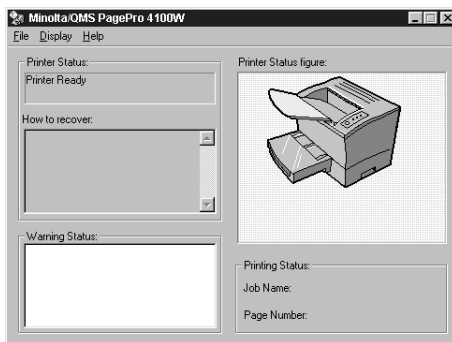 Minolta/QMS PagePro 4100W
File Display Help
Printer Status:
Printer Ready
How to recover:
Warning Status:
Printer Status figure:
Printing Status:
Job Name:
Page Number: